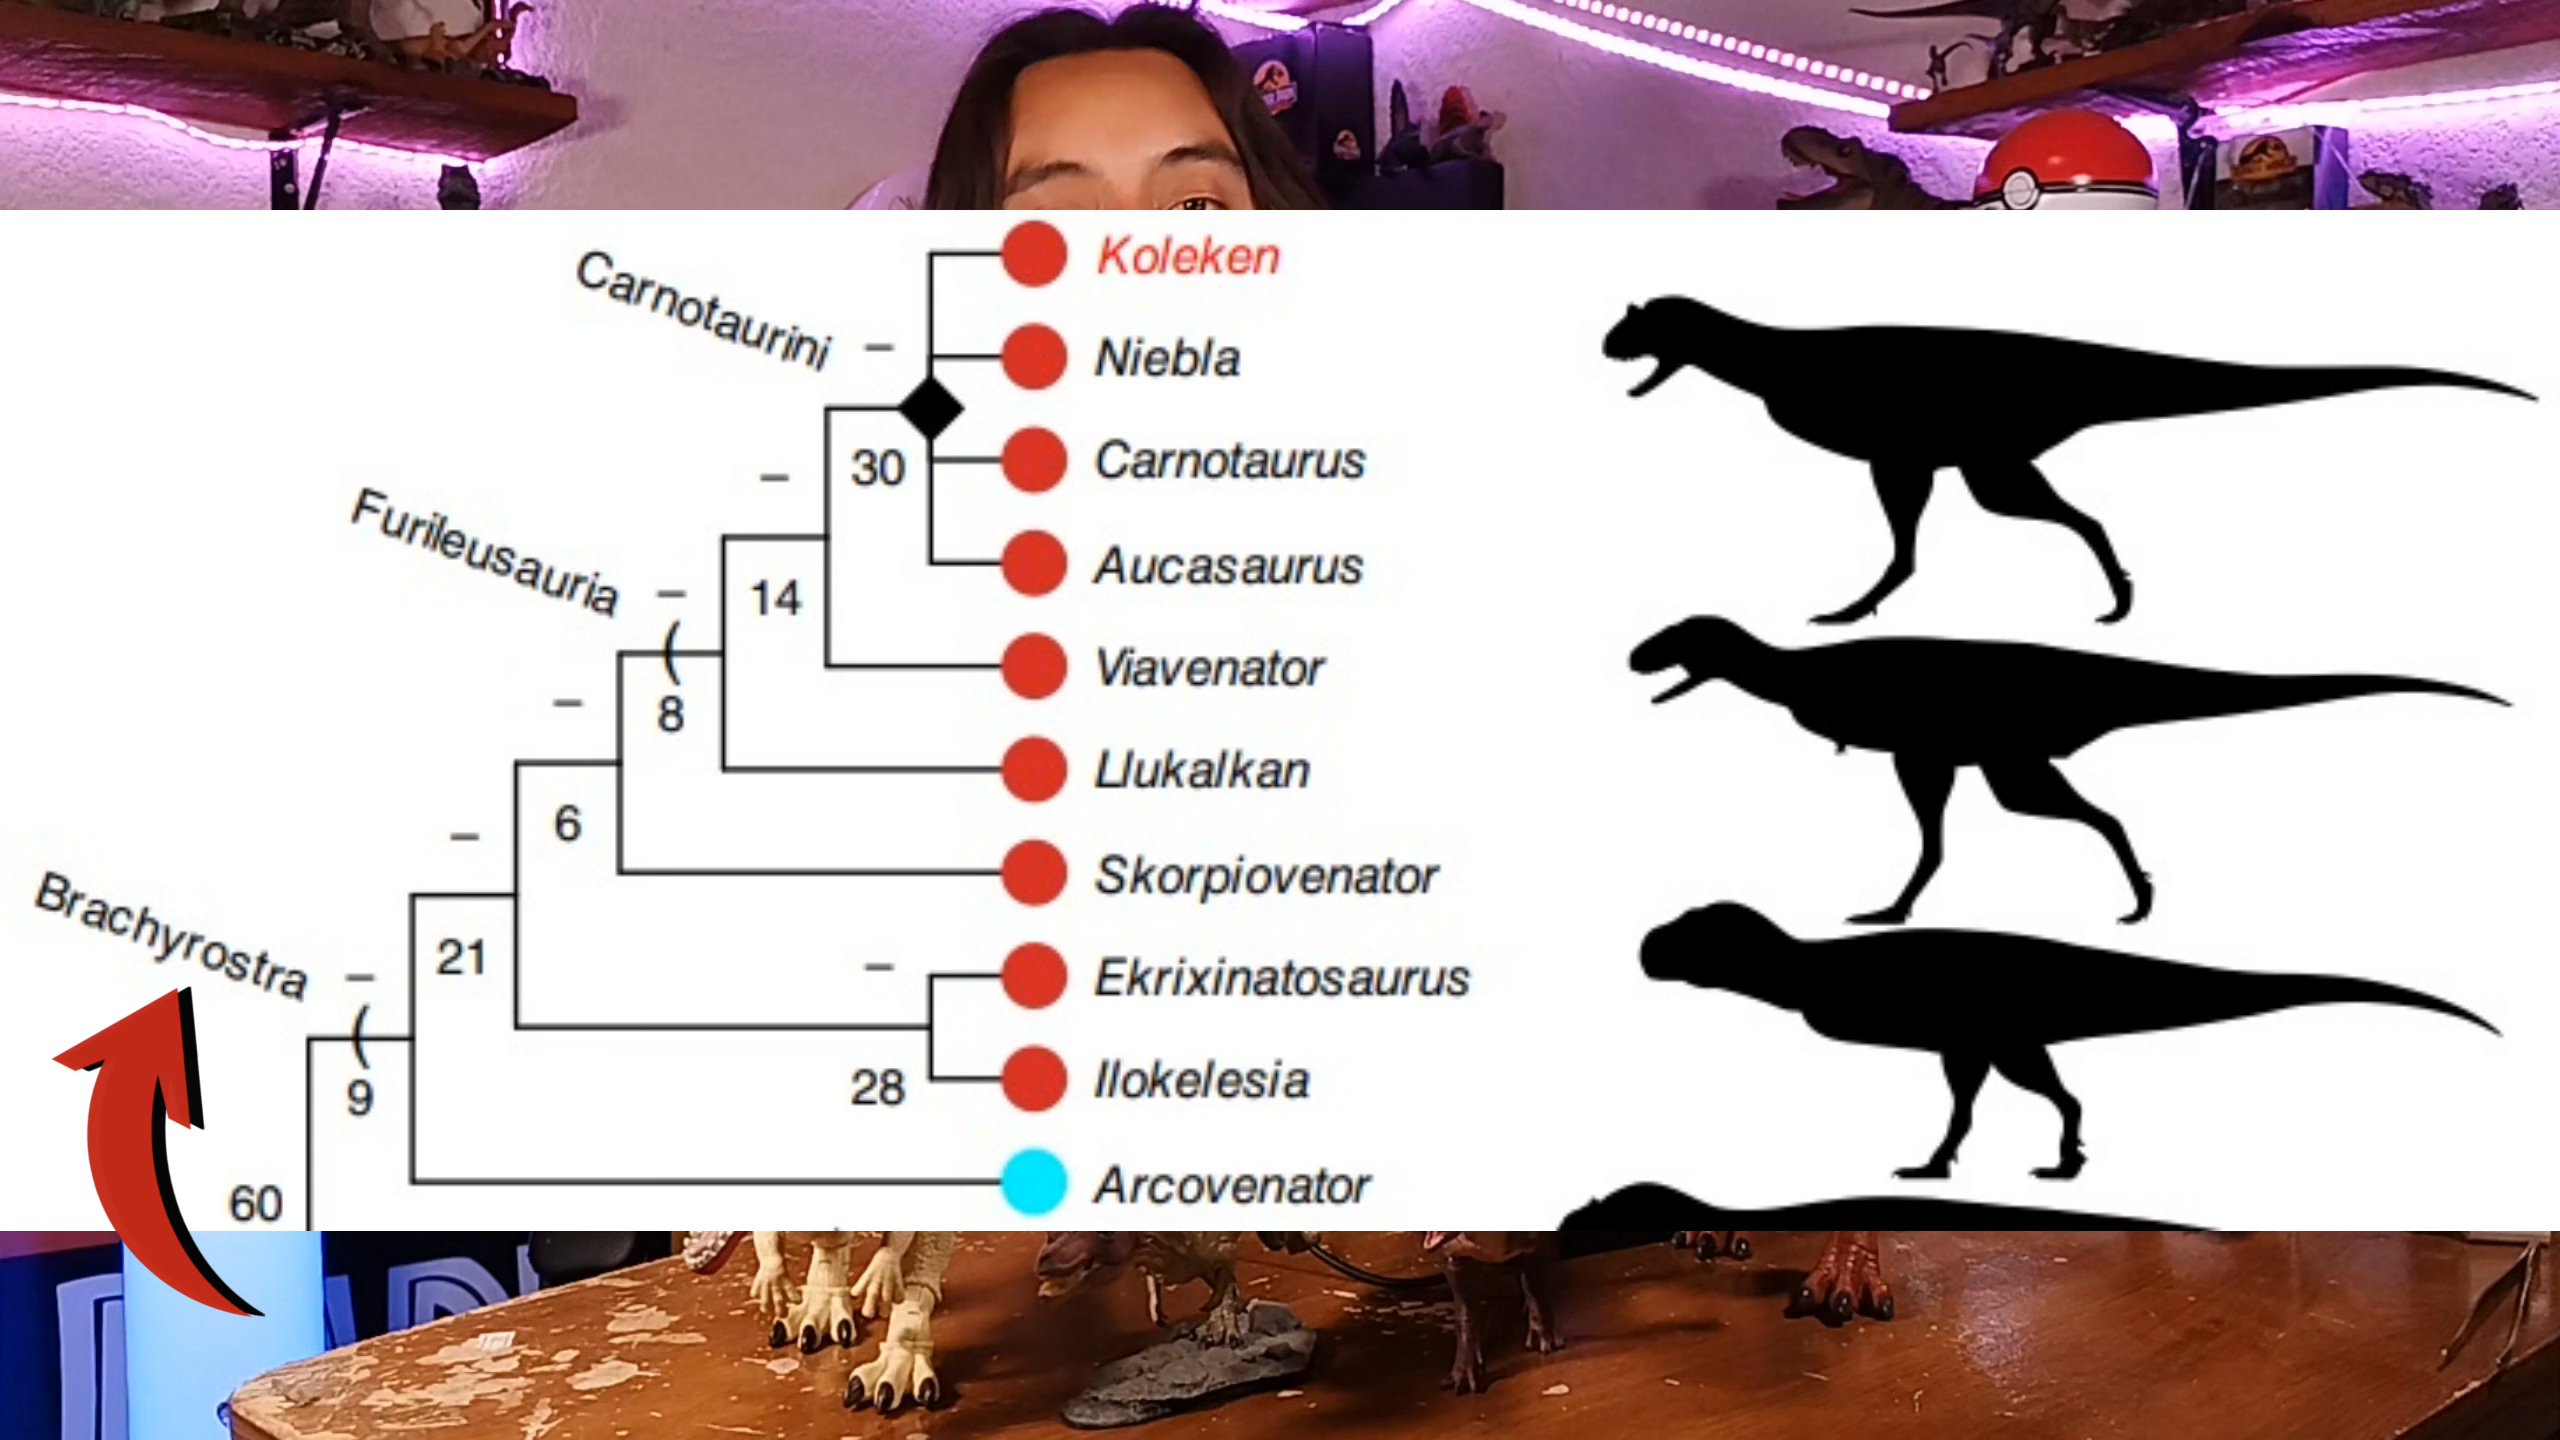 Koleken
Carnotaurini
–
Niebla
30
Carnotaurus
–
Furileusauria
Aucasaurus
–
14
Viavenator
–
8
Llukalkan
–
6
Skorpiovenator
Brachyrostra
–
21
–
Ekrixinatosaurus
9
28
Ilokelesia
60
Arcovenator